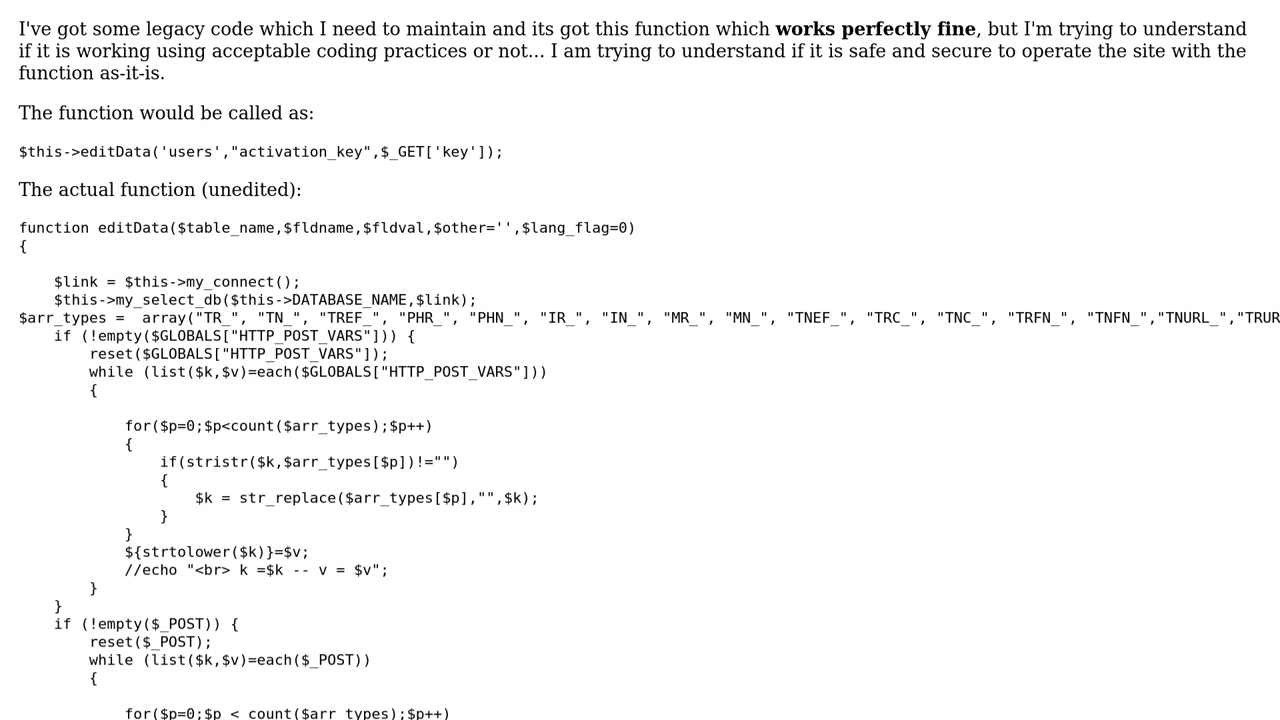 I've got some legacy code which I need to maintain and its got this function which works perfectly fine, but I'm trying to understand
if it is working using acceptable coding practices or not... I am trying to understand if it is safe and secure to operate the site with the
function as-it-is.
The function would be called as:
$this->editData('users',"activation_key",$_GET['key']);
The actual function (unedited):
function editData($table_name,$fldname,$fldval,$other='',$lang_flag=0)
{
    $link = $this->my_connect();
    $this->my_select_db($this->DATABASE_NAME,$link);
$arr_types =  array("TR_", "TN_", "TREF_", "PHR_", "PHN_", "IR_", "IN_", "MR_", "MN_", "TNEF_", "TRC_", "TNC_", "TRFN_", "TNFN_","TNURL_","TRUR
    if (!empty($GLOBALS["HTTP_POST_VARS"])) {
        reset($GLOBALS["HTTP_POST_VARS"]);
        while (list($k,$v)=each($GLOBALS["HTTP_POST_VARS"]))
        {
            for($p=0;$p<count($arr_types);$p++)
            {
                if(stristr($k,$arr_types[$p])!="")
                {
                    $k = str_replace($arr_types[$p],"",$k);
                }
            }
            ${strtolower($k)}=$v;
            //echo "<br> k =$k -- v = $v";
        }
    }
    if (!empty($_POST)) {
        reset($_POST);
        while (list($k,$v)=each($_POST))
        {
            for($p=0;$p < count($arr_types);$p++)